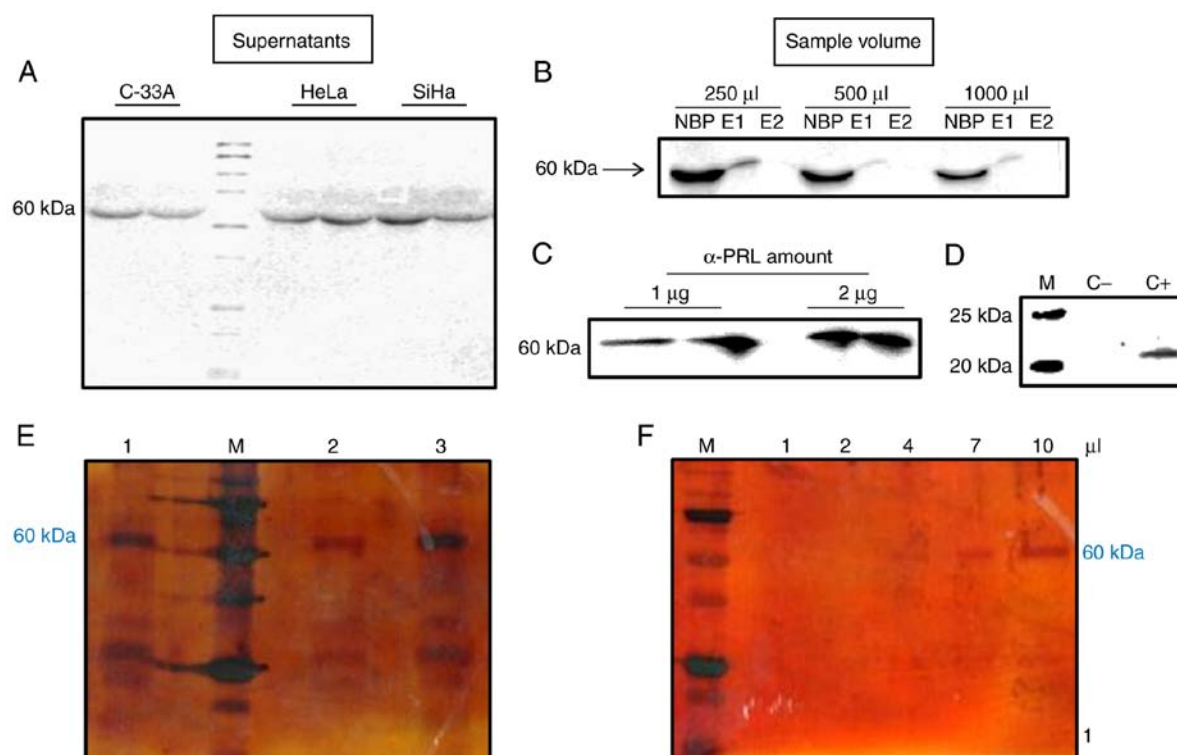 Supernatants
A
C-33A HeLa SiHa
60 kDa
Sample volume
B
250 µl 500 µl 1000 µl
NBP E1 E2 NBP E1 E2 NBP E1 E2
60 kDa
C
α-PRL amount
1 µg 2 µg
60 kDa
D
M C– C+
25 kDa
20 kDa
E
1 M 2 3
60 kDa
F
M 1 2 4 7 10 µl
60 kDa
1